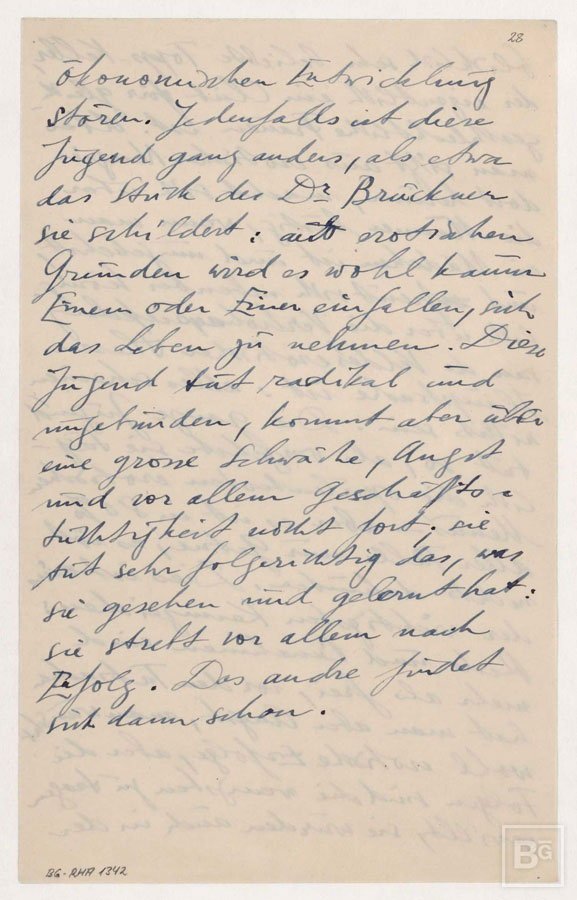 28
ökonomischen Entwicklung
stören. Jedenfalls ist diese
Jugend ganz anders, als etwa
das Stück des Dr Brückner
sie schildert: aus erotischen
Gründen wird es wohl kaum
Einem oder Einer einfallen, sich
das Leben zu nehmen. Diese
Jugend tut radikal und
ungebunden, kommt aber über
eine grosse Schwäche, Angst
und vor allem Geschäfts-
tüchtigkeit nicht fort; sie
tut sehr folgerichtig das, was
sie gesehen und gelernt hat:
sie strebt vor allem nach
Erfolg. Das andre findet
sich dann schon.
BG-RHA 1342
BG